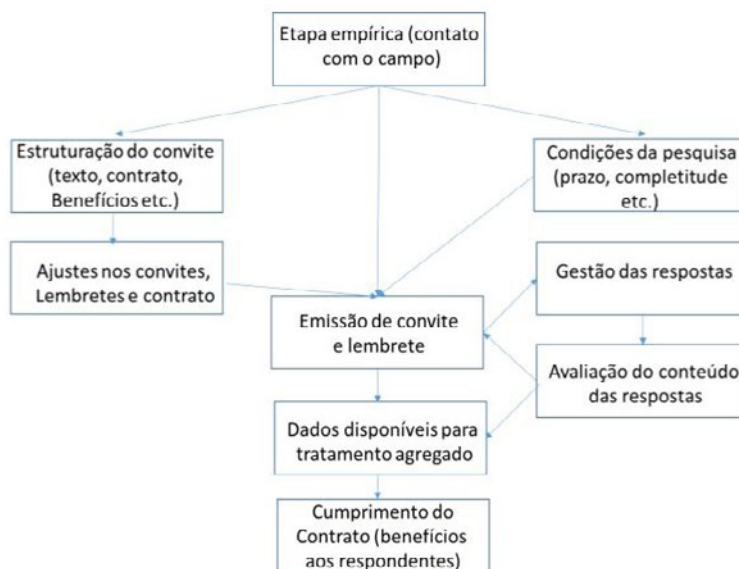 Etapa empírica (contato
com o campo)
Estruturação do convite
(texto, contrato,
Benefícios etc.)
Condições da pesquisa
(prazo, completitude
etc.)
Ajustes nos convites,
Lembretes e contrato
Gestão das respostas
Emissão de convite
e lembrete
Avaliação do conteúdo
das respostas
Dados disponíveis para
tratamento agregado
Cumprimento do
Contrato (benefícios
aos respondentes)